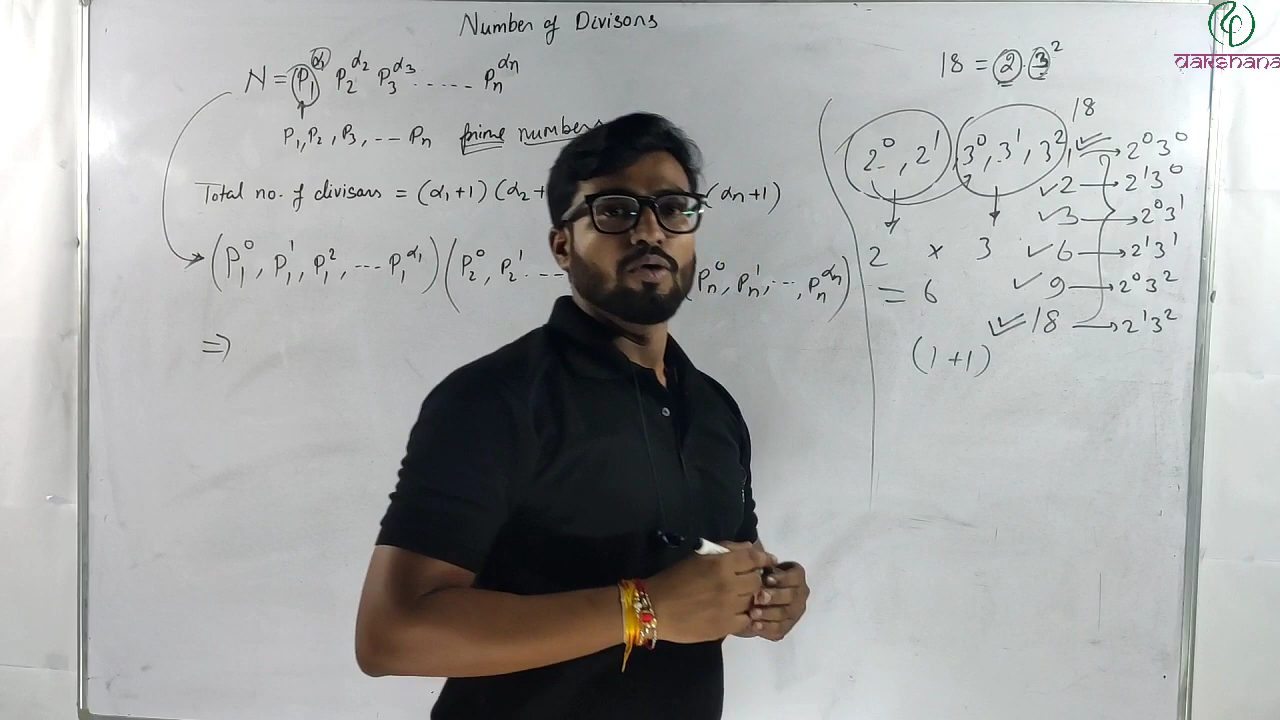 Number of Divisons
N = P₁^α₁ P₂^α₂ P₃^α₃ ...... Pₙ^αn
P₁, P₂, P₃, --- Pₙ prime numbers
Total no. of divisors = (α₁+1) (α₂+ (αn+1)
(P₁⁰, P₁¹, P₁², --- P₁^α₁) (P₂⁰, P₂¹ --- Pₙ⁰, Pₙ¹, ---, Pₙ^αn)
⇒
18 = 2·3²
18
2⁰, 2¹ 3⁰, 3¹, 3²
1 → 2⁰3⁰
2 → 2¹3⁰
3 → 2⁰3¹
2 × 3
6 → 2¹3¹
= 6
9 → 2⁰3²
18 → 2¹3²
(1+1)
dakshana